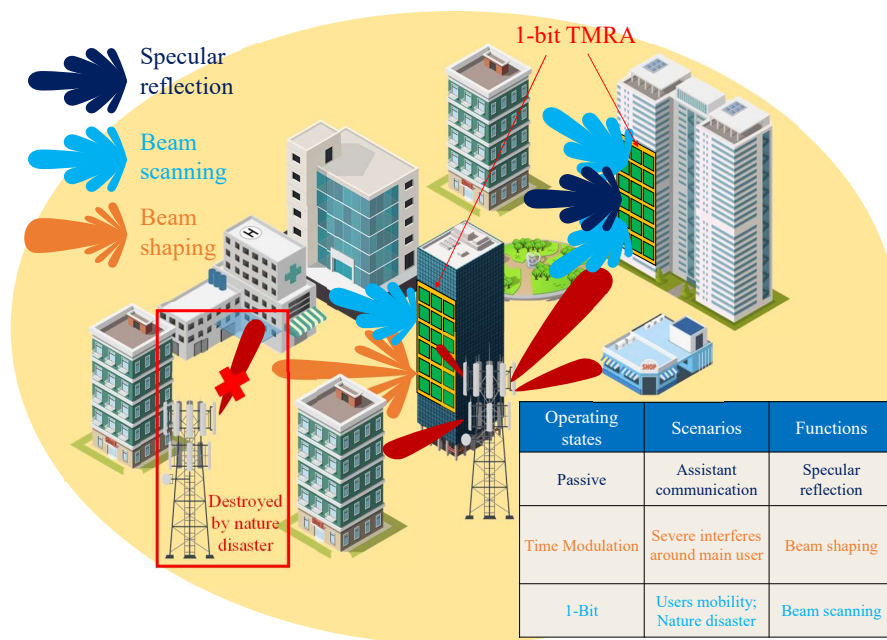 1-bit TMRA
Specular
reflection
Beam
scanning
Beam
shaping
H
SHOP
Destroyed
by nature
disaster
Operating
states
Scenarios
Functions
Passive
Assistant
communication
Specular
reflection
Time Modulation
Severe interferes
around main user
Beam shaping
1-Bit
Users mobility;
Nature disaster
Beam scanning